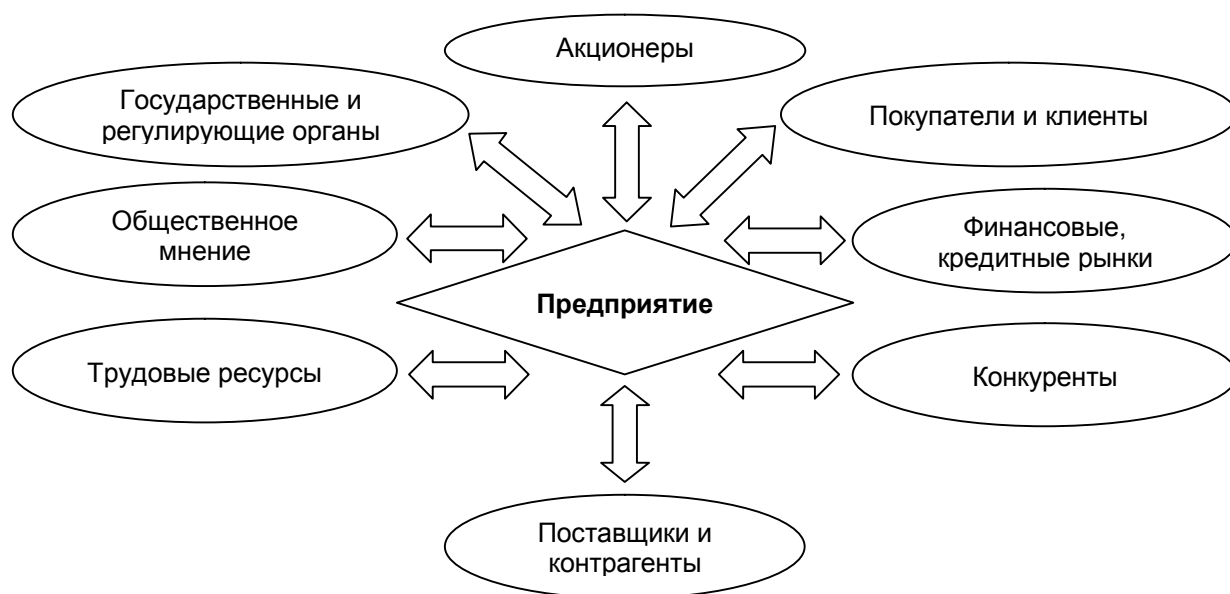 Акционеры
Государственные и
регулирующие органы
Покупатели и клиенты
Общественное
мнение
Финансовые,
кредитные рынки
Предприятие
Трудовые ресурсы
Конкуренты
Поставщики и
контрагенты